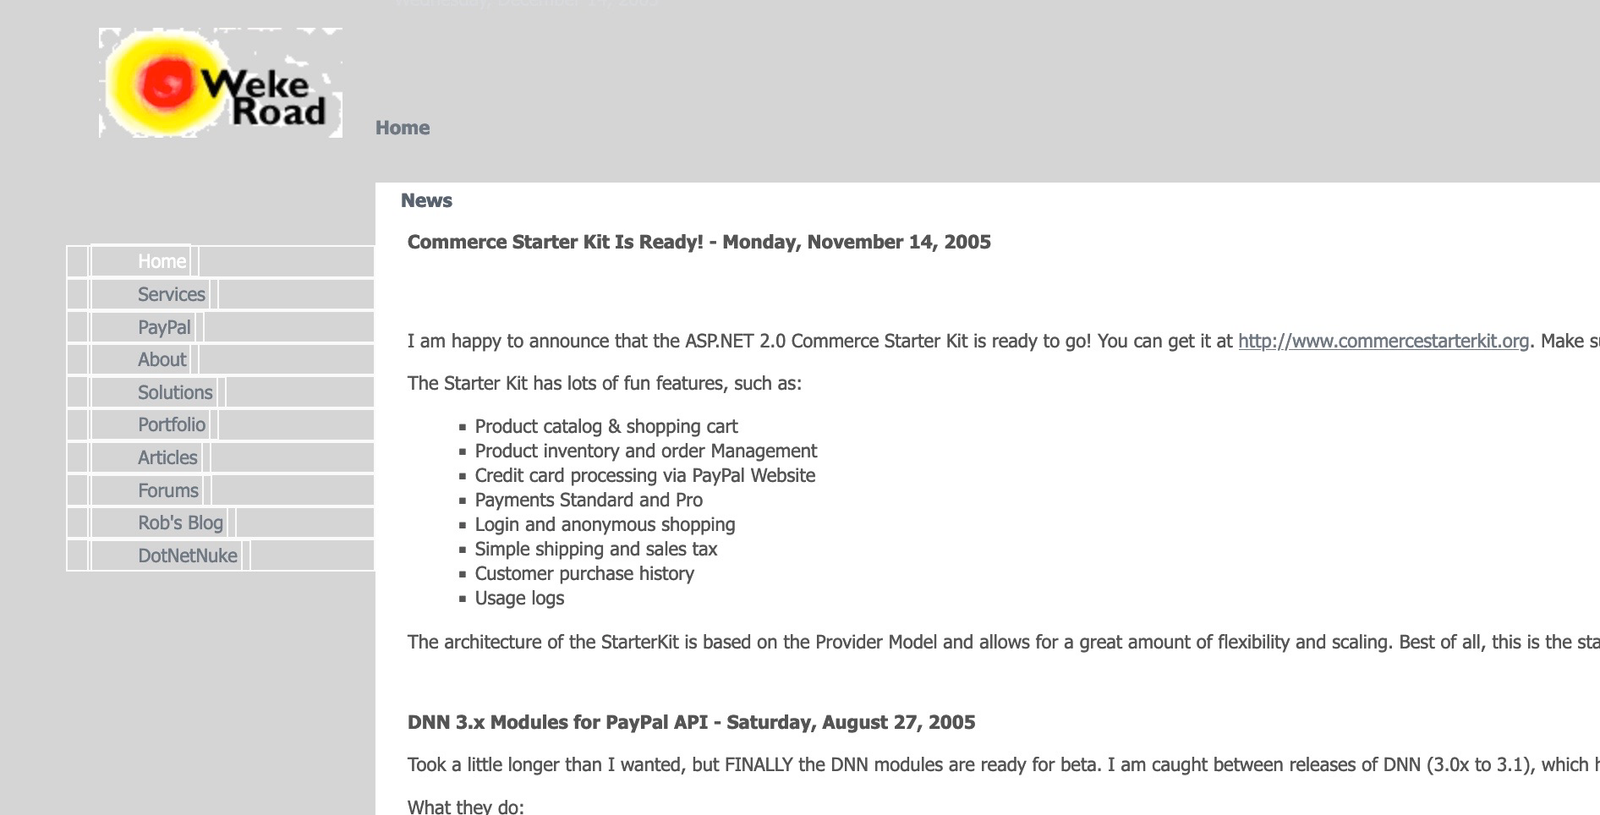 Wednesday, December 14, 2005
Weke
Road
Home
News
Home
Services
PayPal
About
Solutions
Portfolio
Articles
Forums
Rob's Blog
DotNetNuke
Commerce Starter Kit Is Ready! - Monday, November 14, 2005
I am happy to announce that the ASP.NET 2.0 Commerce Starter Kit is ready to go! You can get it at http://www.commercestarterkit.org. Make
The Starter Kit has lots of fun features, such as:
Product catalog & shopping cart
Product inventory and order Management
Credit card processing via PayPal Website
Payments Standard and Pro
Login and anonymous shopping
Simple shipping and sales tax
Customer purchase history
Usage logs
The architecture of the StarterKit is based on the Provider Model and allows for a great amount of flexibility and scaling. Best of all, this is the
DNN 3.x Modules for PayPal API - Saturday, August 27, 2005
Took a little longer than I wanted, but FINALLY the DNN modules are ready for beta. I am caught between releases of DNN (3.0x to 3.1), which
What they do: